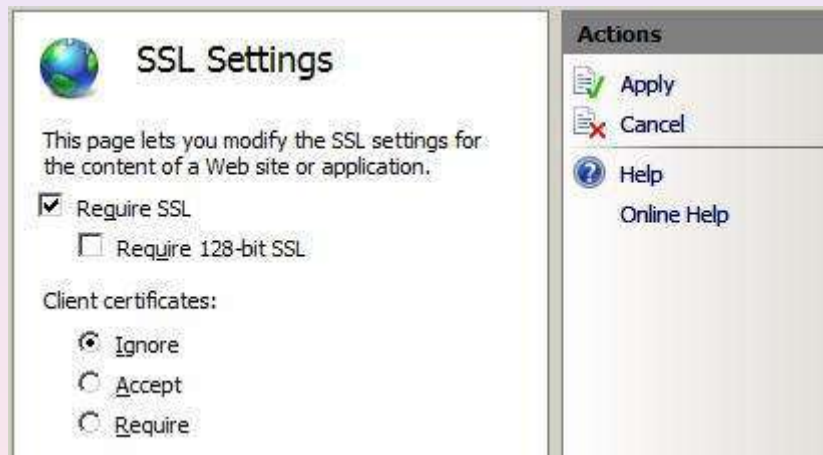 SSL Settings
This page lets you modify the SSL settings for
the content of a Web site or application.
Require SSL
Require 128-bit SSL
Client certificates:
Ignore
Accept
Require
Actions
Apply
Cancel
Help
Online Help